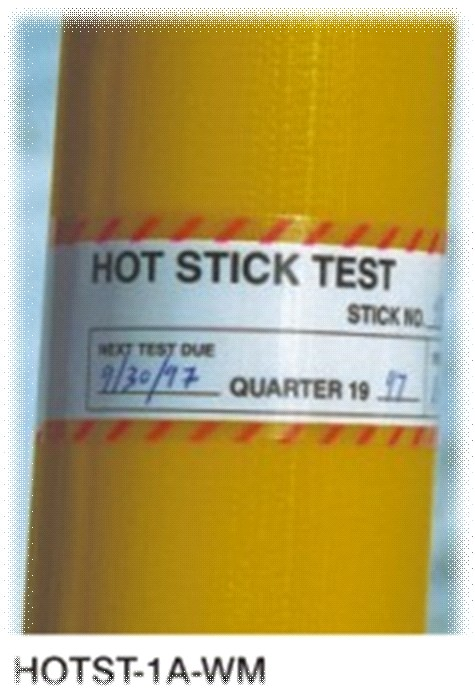 HOT STICK TEST
STICK NO.
NEXT TEST DUE
9/30/97 QUARTER 19 97
HOTST-1A-WM